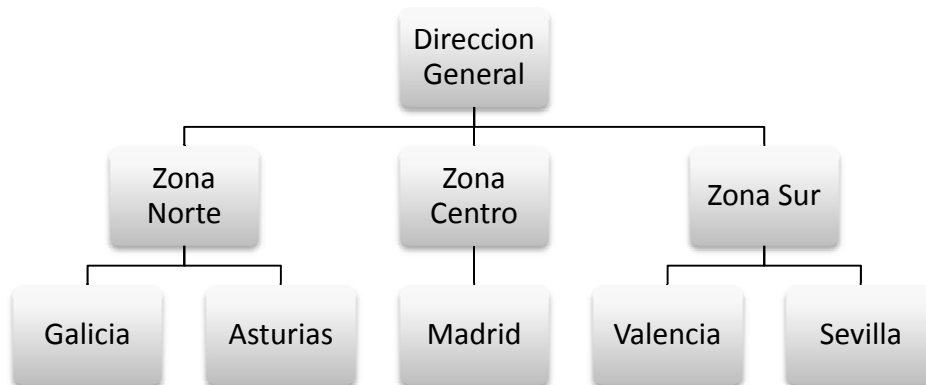 Direccion
General
Zona
Norte
Zona
Centro
Zona Sur
Galicia
Asturias
Madrid
Valencia
Sevilla